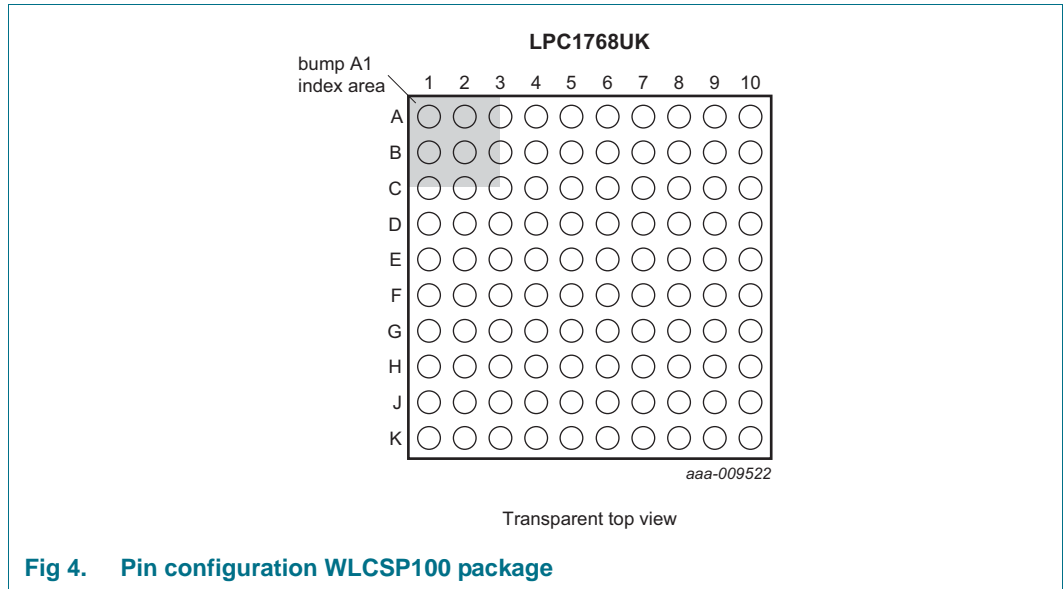 LPC1768UK
bump A1
index area
1 2 3 4 5 6 7 8 9 10
A
B
C
D
E
F
G
H
J
K
aaa-009522
Transparent top view
Fig 4. Pin configuration WLCSP100 package